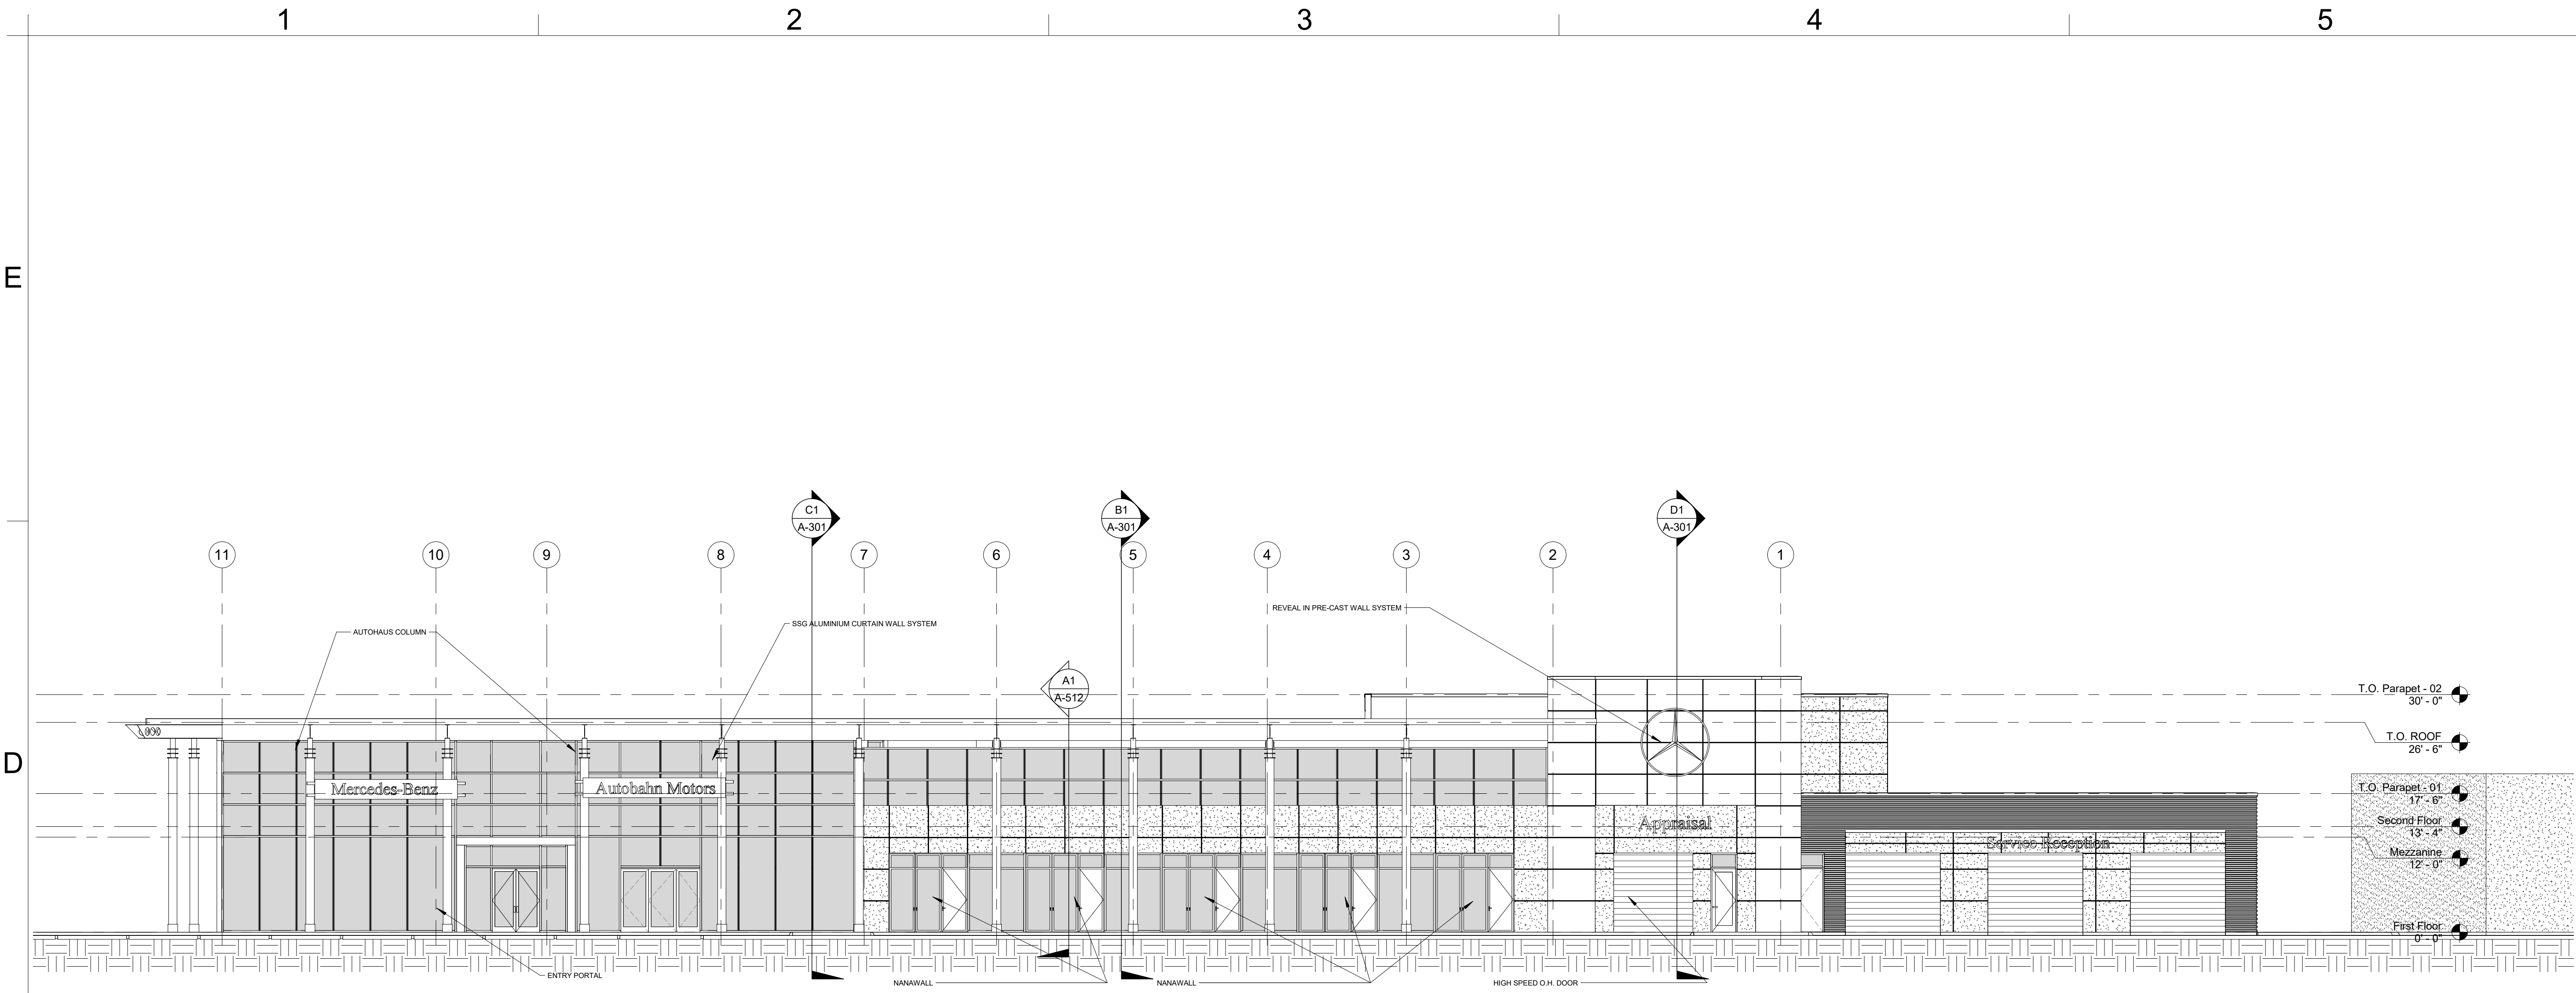 1 2 3 4 5
E
C1 B1 D1
A-301 A-301 A-301
11 10 9 8 7 6 5 4 3 2 1
REVEAL IN PRE-CAST WALL SYSTEM
SSG ALUMINIUM CURTAIN WALL SYSTEM
AUTOHAUS COLUMN
A1
A-512
T.O. Parapet - 02
30' - 0"
T.O. ROOF
26' - 6"
D
Mercedes-Benz
Autobahn Motors
T.O. Parapet - 01
17' - 6"
Appraisal
Second Floor
13' - 4"
Service Reception
Mezzanine
12' - 0"
First Floor
0' - 0"
ENTRY PORTAL
NANAWALL
NANAWALL
HIGH SPEED O.H. DOOR